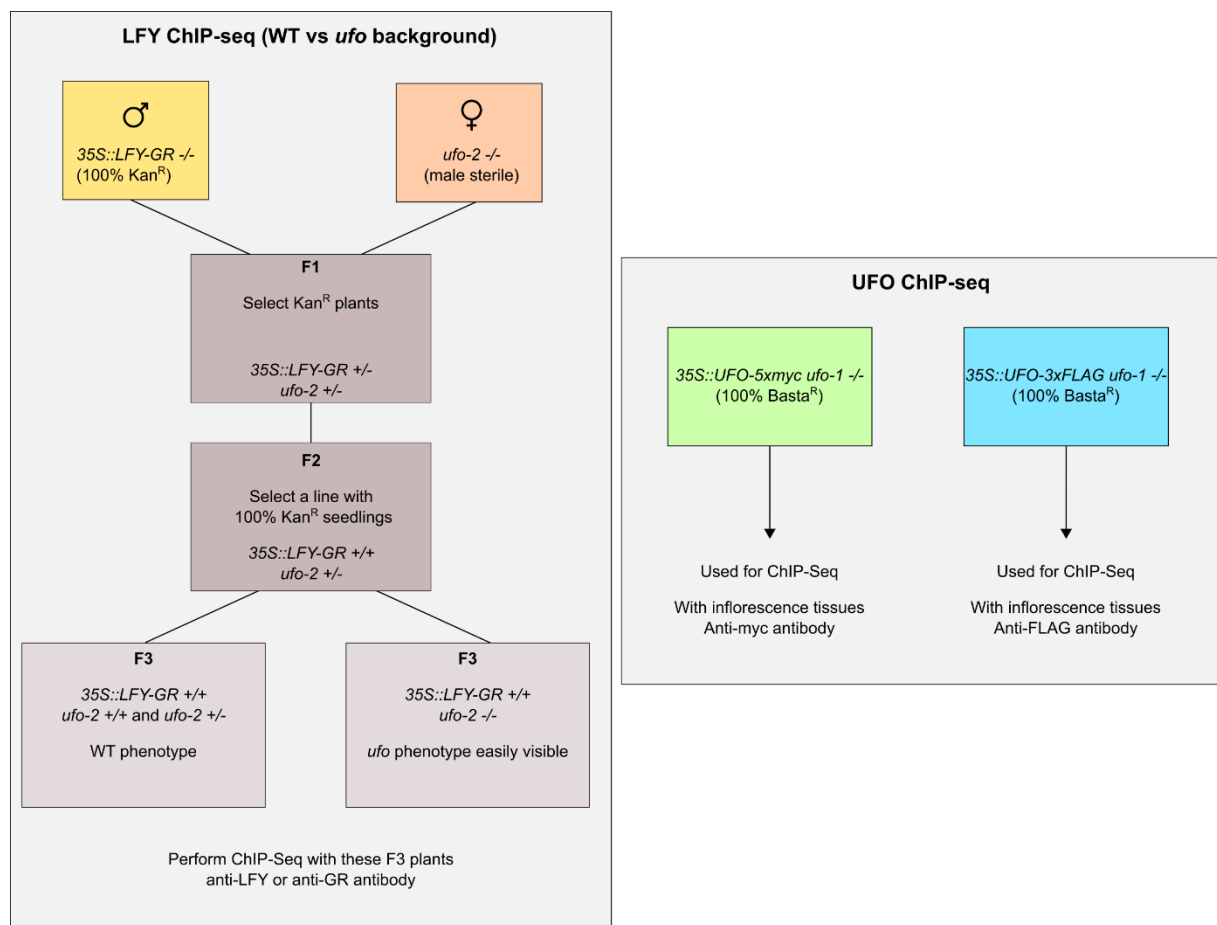 LFY ChIP-seq (WT vs ufo background)
♂
35S::LFY-GR -/-
(100% Kanᴿ)
♀
ufo-2 -/-
(male sterile)
F1
Select Kanᴿ plants
35S::LFY-GR +/-
ufo-2 +/-
F2
Select a line with
100% Kanᴿ seedlings
35S::LFY-GR +/+
ufo-2 +/-
F3
35S::LFY-GR +/+
ufo-2 +/+ and ufo-2 +/-
WT phenotype
F3
35S::LFY-GR +/+
ufo-2 -/-
ufo phenotype easily visible
Perform ChIP-Seq with these F3 plants
anti-LFY or anti-GR antibody
UFO ChIP-seq
35S::UFO-5xmyc ufo-1 -/-
(100% Bastaᴿ)
Used for ChIP-Seq
With inflorescence tissues
Anti-myc antibody
35S::UFO-3xFLAG ufo-1 -/-
(100% Bastaᴿ)
Used for ChIP-Seq
With inflorescence tissues
Anti-FLAG antibody